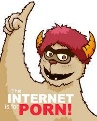 The
INTERNET
is for PORN!